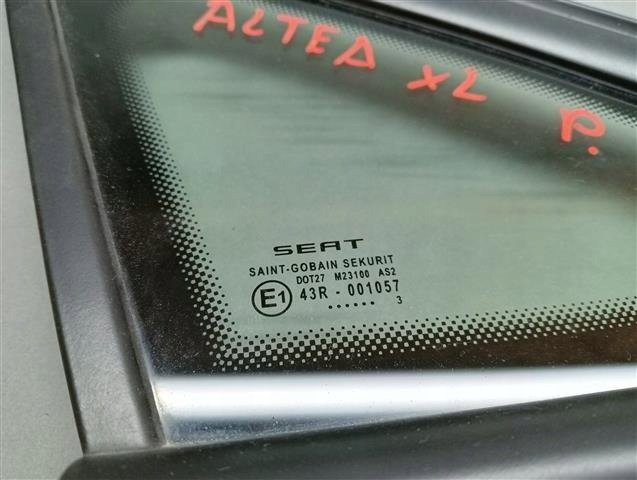 ALTEA XL P.
SEAT
SAINT-GOBAIN SEKURIT
DOT27 M23100 AS2
E1 43R - 001057
...... 3